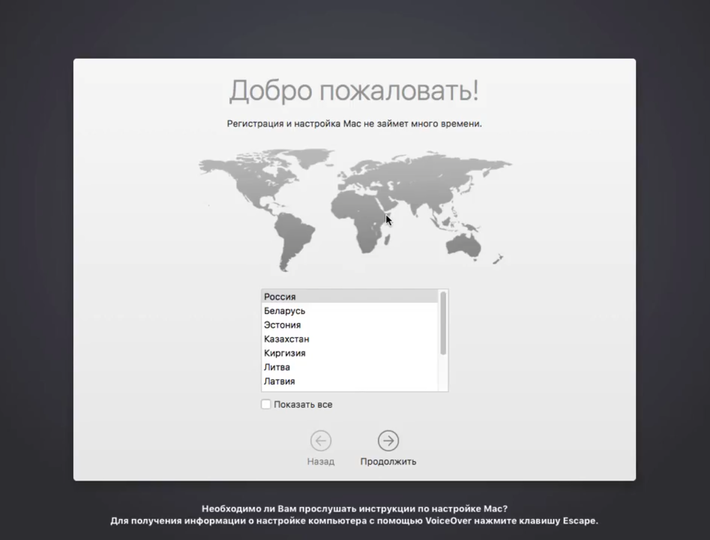 Добро пожаловать!
Регистрация и настройка Mac не займет много времени.
Россия
Беларусь
Эстония
Казахстан
Киргизия
Литва
Латвия
Показать все
Назад
Продолжить
Необходимо ли Вам прослушать инструкции по настройке Mac?
Для получения информации о настройке компьютера с помощью VoiceOver нажмите клавишу Escape.